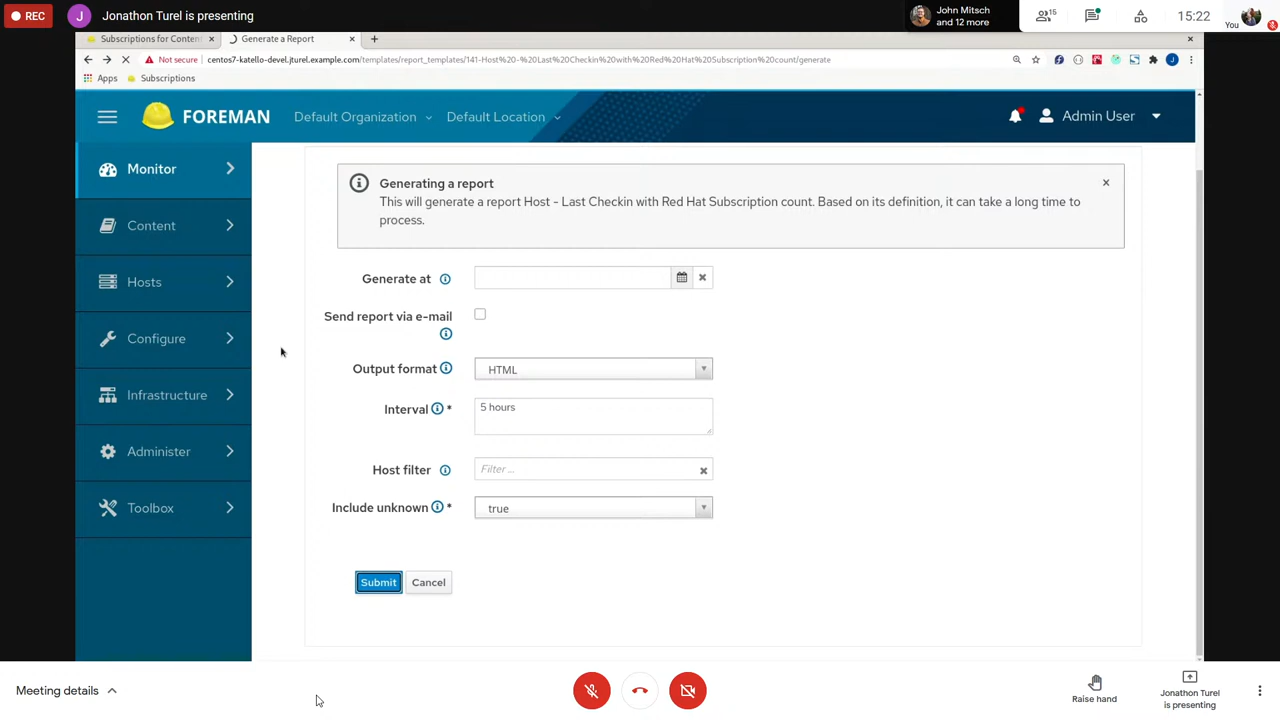 REC
J
Jonathon Turel is presenting
John Mitsch
and 12 more
15
15:22
You
Subscriptions for Conten
Generate a Report
Not secure
centos7-katello-devel.jturel.example.com/templates/report_templates/141-Host%20-%20Last%20Checkin%20with%20Red%20Hat%20Subscription%20count/generate
J
Apps
Subscriptions
FOREMAN
Default Organization
Default Location
Admin User
Monitor
Content
Hosts
Configure
Infrastructure
Administer
Toolbox
Generating a report
This will generate a report Host - Last Checkin with Red Hat Subscription count. Based on its definition, it can take a long time to
process.
Generate at
Send report via e-mail
Output format
HTML
Interval *
5 hours
Host filter
Filter ...
Include unknown *
true
Submit
Cancel
Meeting details
Raise hand
Jonathon Turel
is presenting